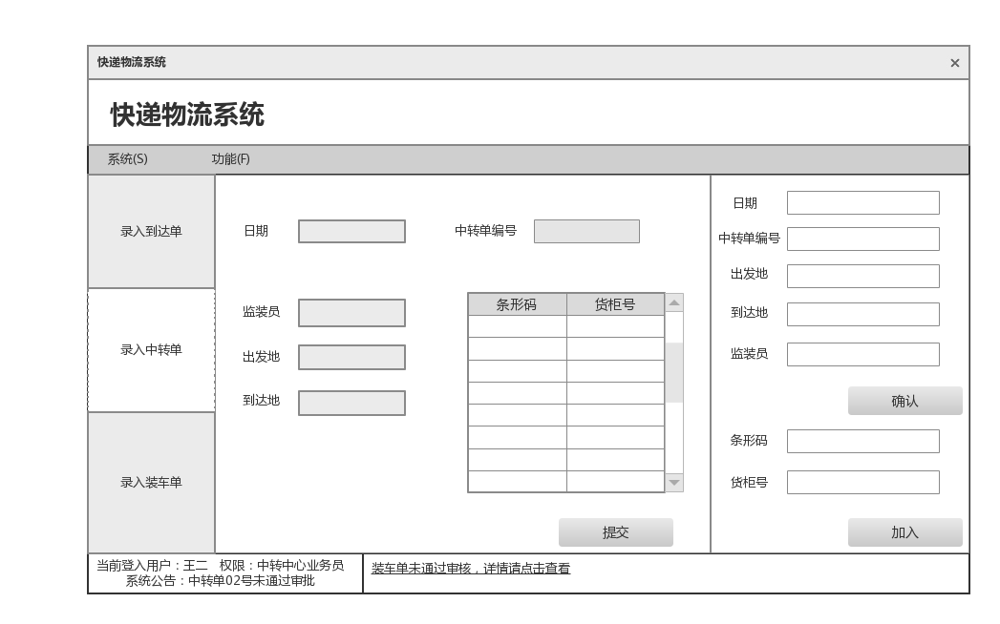 快递物流系统
快递物流系统
系统(S) 功能(F)
录入到达单
录入中转单
录入装车单
日期 中转单编号
监装员
出发地
到达地
条形码 货柜号
提交
日期
中转单编号
出发地
到达地
监装员
确认
条形码
货柜号
加入
当前登入用户：王二 权限：中转中心业务员
系统公告：中转单02号未通过审批
装车单未通过审核，详情请点击查看